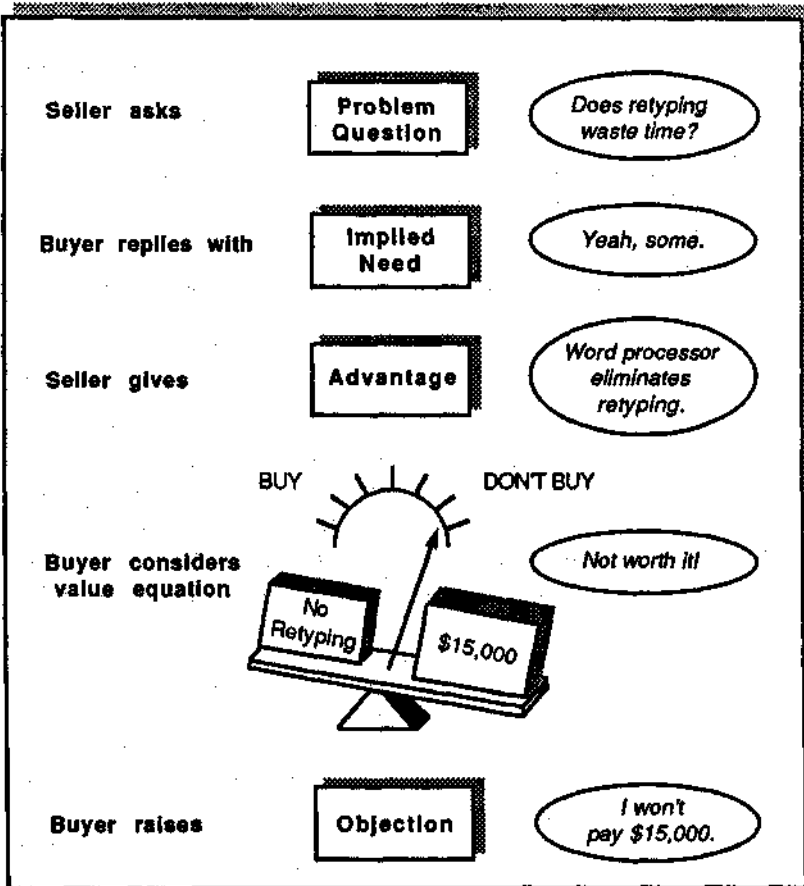 Seller asks
Problem
Question
Does retyping
waste time?
Buyer replies with
Implied
Need
Yeah, some.
Seller gives
Advantage
Word processor
eliminates
retyping.
BUY
DON'T BUY
Buyer considers
value equation
Not worth it!
No
Retyping
$15,000
Buyer raises
Objection
I won't
pay $15,000.